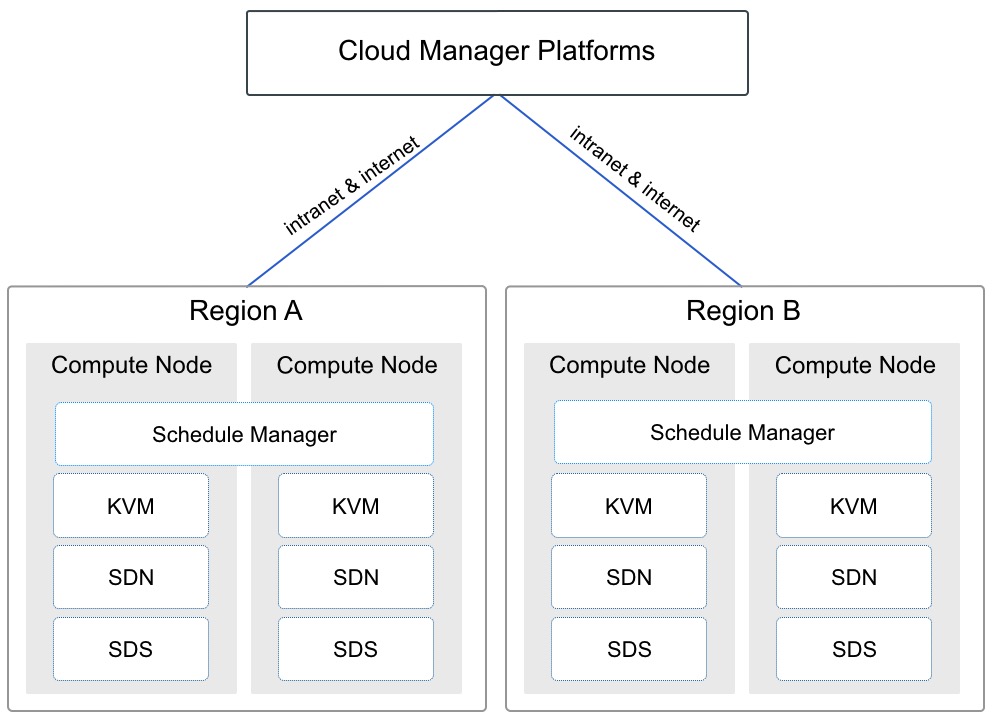 Cloud Manager Platforms
intranet & internet
intranet & internet
Region A
Compute Node
Compute Node
Schedule Manager
KVM
KVM
SDN
SDN
SDS
SDS
Region B
Compute Node
Compute Node
Schedule Manager
KVM
KVM
SDN
SDN
SDS
SDS